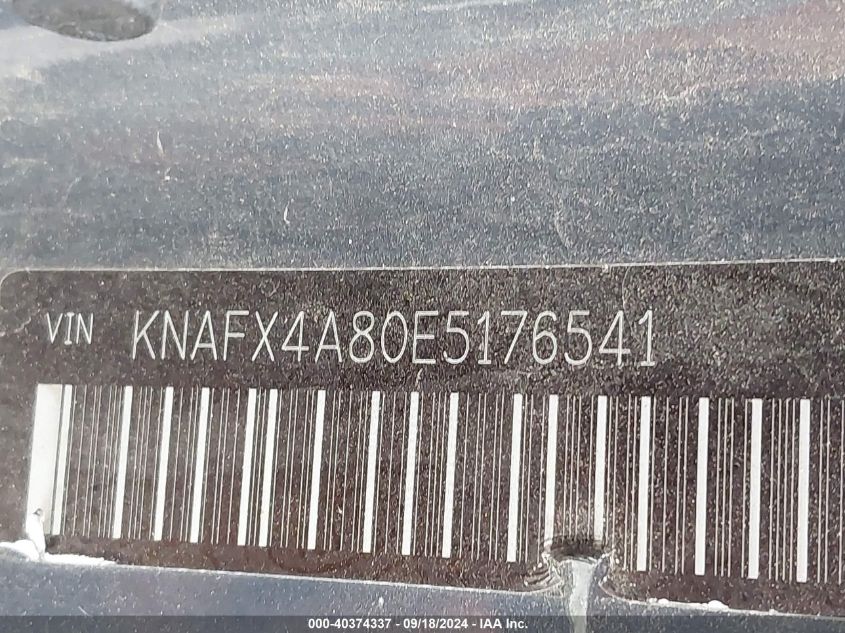 VIN KNAFX4A80E5176541
000-40374337 - 09/18/2024 - IAA Inc.